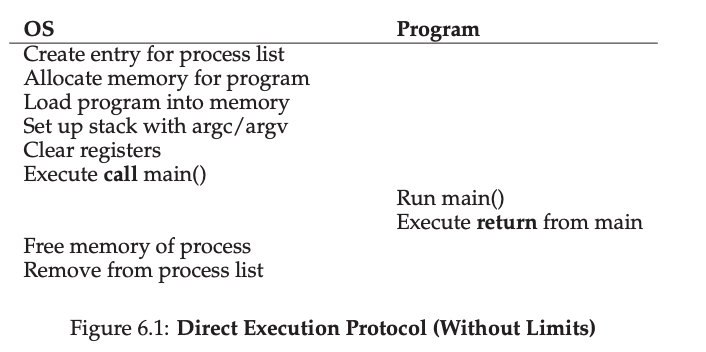 OS Program
Create entry for process list
Allocate memory for program
Load program into memory
Set up stack with argc/argv
Clear registers
Execute call main()
Run main()
Execute return from main
Free memory of process
Remove from process list
Figure 6.1: Direct Execution Protocol (Without Limits)